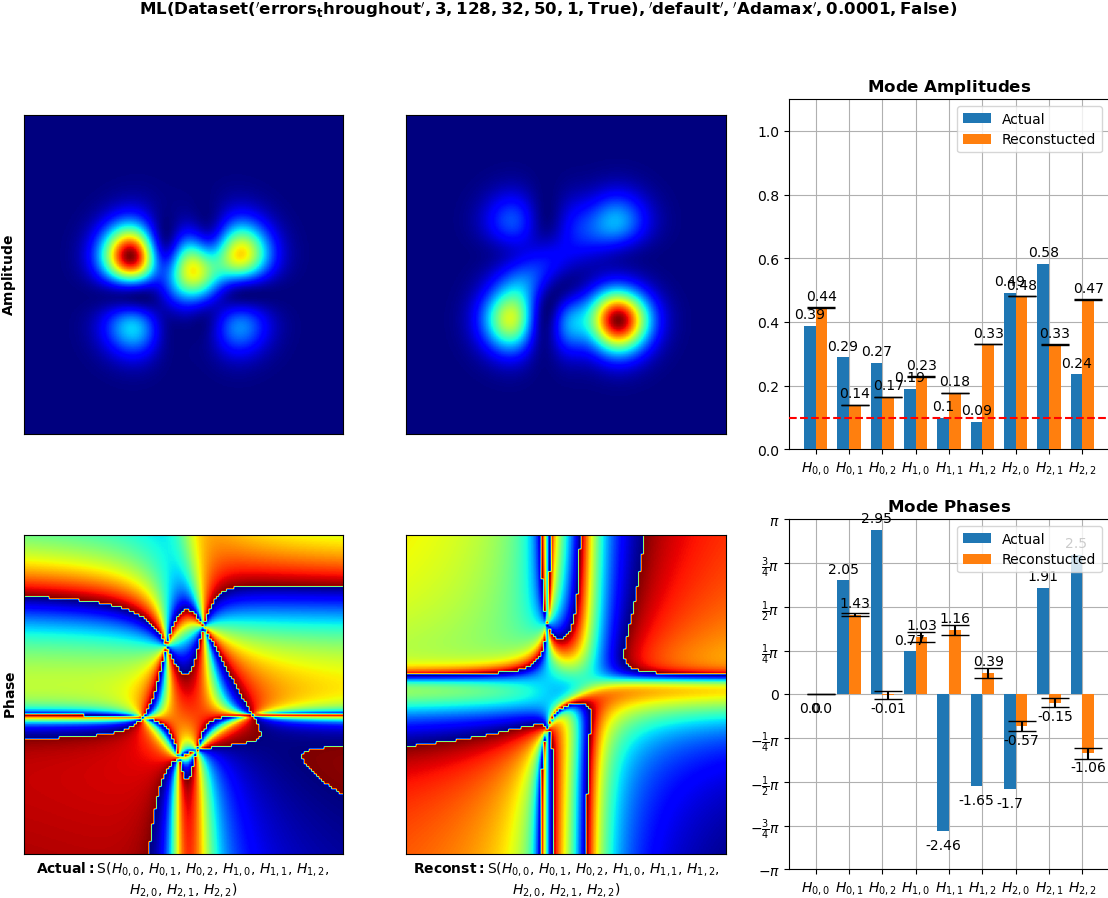 ML(Dataset('errors_throughout', 3, 128, 32, 50, 1, True), 'default', 'Adamax', 0.0001, False)
Amplitude
Mode Amplitudes
Actual
Reconstucted
1.0
0.8
0.6
0.4
0.2
0.0
0.39
0.44
0.29
0.14
0.27
0.17
0.19
0.23
0.1
0.18
0.09
0.33
0.49
0.48
0.58
0.33
0.24
0.47
H0,0 H0,1 H0,2 H1,0 H1,1 H1,2 H2,0 H2,1 H2,2
Phase
Actual: S(H0,0, H0,1, H0,2, H1,0, H1,1, H1,2,
H2,0, H2,1, H2,2)
Reconst: S(H0,0, H0,1, H0,2, H1,0, H1,1, H1,2,
H2,0, H2,1, H2,2)
Mode Phases
Actual
Reconstucted
π
3/4π
1/2π
1/4π
0
−1/4π
−1/2π
−3/4π
−π
0.0
0.0
2.05
1.43
2.95
-0.01
0.77
1.03
-2.46
1.16
-1.65
0.39
-1.7
-0.57
1.91
-0.15
2.5
-1.06
H0,0 H0,1 H0,2 H1,0 H1,1 H1,2 H2,0 H2,1 H2,2